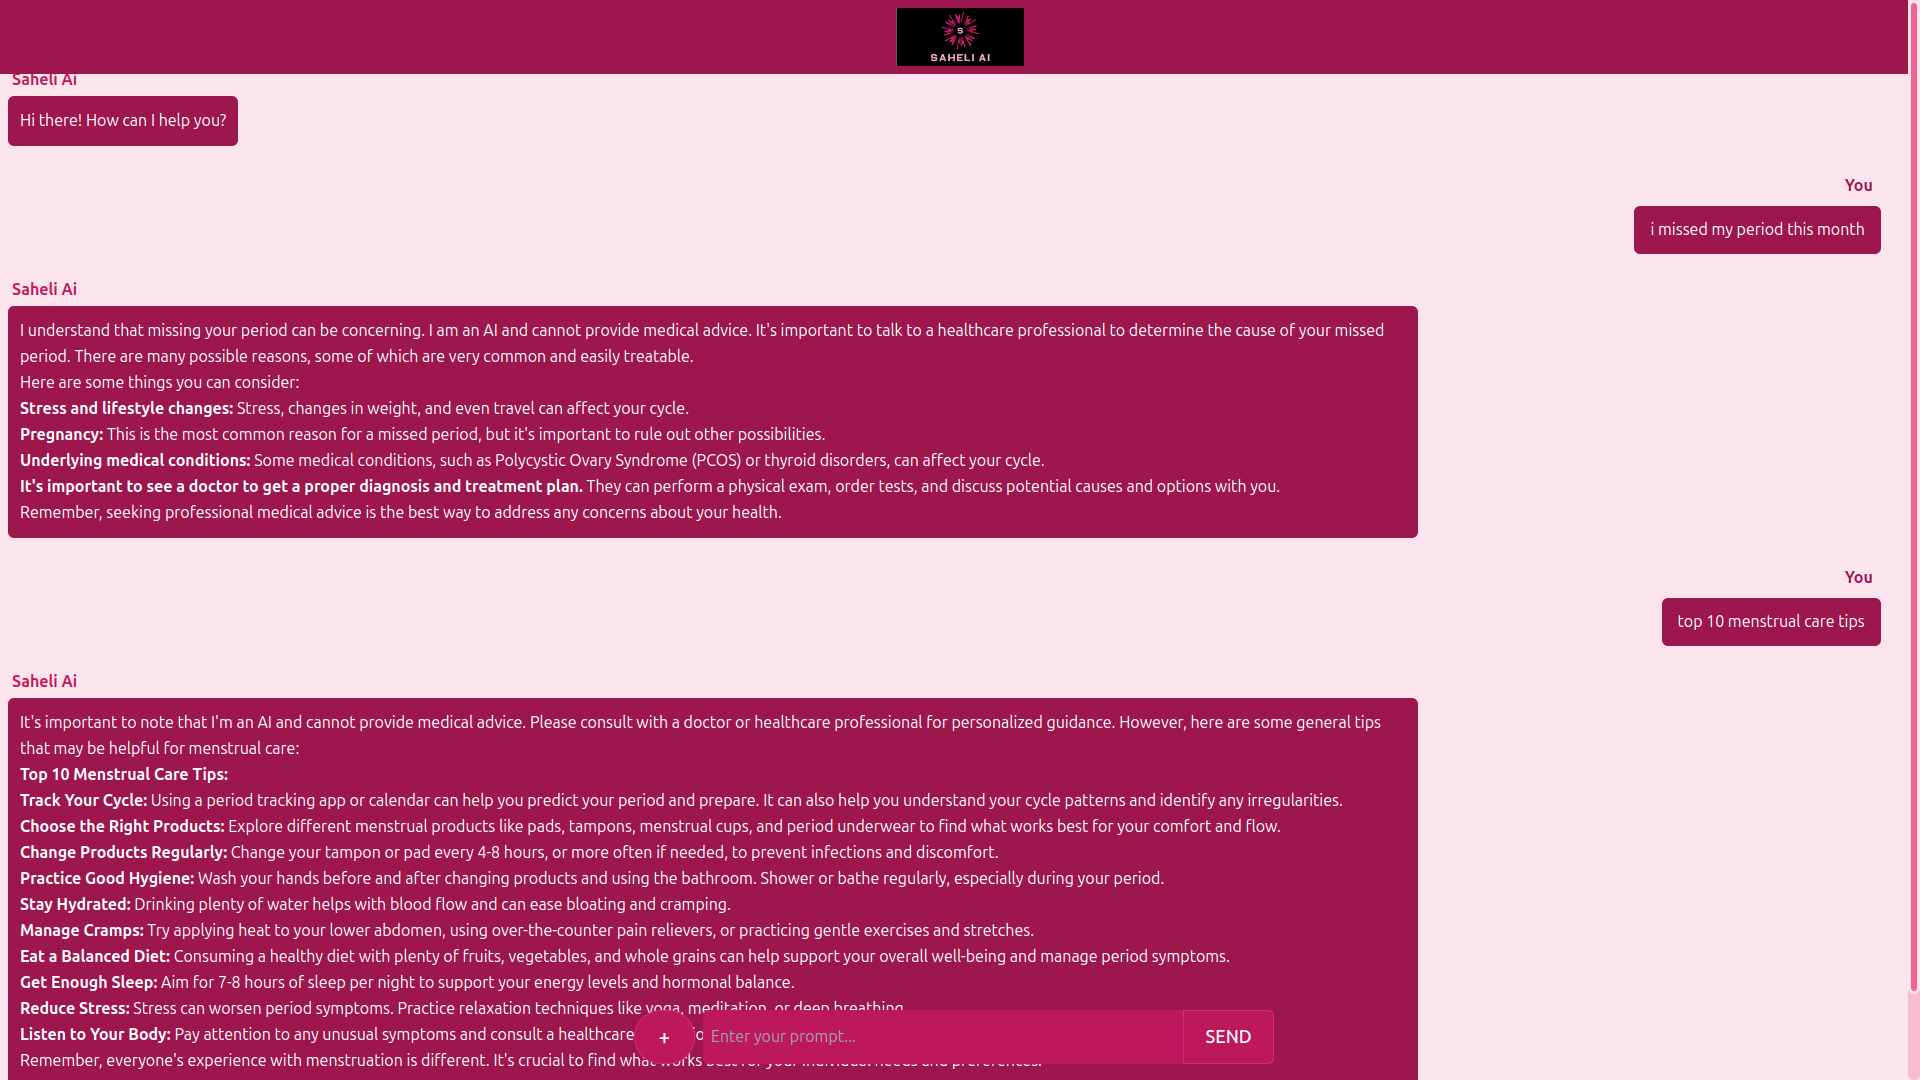 S
SAHELI AI
Saheli Ai
Hi there! How can I help you?
You
i missed my period this month
Saheli Ai
I understand that missing your period can be concerning. I am an AI and cannot provide medical advice. It's important to talk to a healthcare professional to determine the cause of your missed
period. There are many possible reasons, some of which are very common and easily treatable.
Here are some things you can consider:
Stress and lifestyle changes: Stress, changes in weight, and even travel can affect your cycle.
Pregnancy: This is the most common reason for a missed period, but it's important to rule out other possibilities.
Underlying medical conditions: Some medical conditions, such as Polycystic Ovary Syndrome (PCOS) or thyroid disorders, can affect your cycle.
It's important to see a doctor to get a proper diagnosis and treatment plan. They can perform a physical exam, order tests, and discuss potential causes and options with you.
Remember, seeking professional medical advice is the best way to address any concerns about your health.
You
top 10 menstrual care tips
Saheli Ai
It's important to note that I'm an AI and cannot provide medical advice. Please consult with a doctor or healthcare professional for personalized guidance. However, here are some general tips
that may be helpful for menstrual care:
Top 10 Menstrual Care Tips:
Track Your Cycle: Using a period tracking app or calendar can help you predict your period and prepare. It can also help you understand your cycle patterns and identify any irregularities.
Choose the Right Products: Explore different menstrual products like pads, tampons, menstrual cups, and period underwear to find what works best for your comfort and flow.
Change Products Regularly: Change your tampon or pad every 4-8 hours, or more often if needed, to prevent infections and discomfort.
Practice Good Hygiene: Wash your hands before and after changing products and using the bathroom. Shower or bathe regularly, especially during your period.
Stay Hydrated: Drinking plenty of water helps with blood flow and can ease bloating and cramping.
Manage Cramps: Try applying heat to your lower abdomen, using over-the-counter pain relievers, or practicing gentle exercises and stretches.
Eat a Balanced Diet: Consuming a healthy diet with plenty of fruits, vegetables, and whole grains can help support your overall well-being and manage period symptoms.
Get Enough Sleep: Aim for 7-8 hours of sleep per night to support your energy levels and hormonal balance.
Reduce Stress: Stress can worsen period symptoms. Practice relaxation techniques like yoga, meditation, or deep breathing.
Listen to Your Body: Pay attention to any unusual symptoms and consult a healthcare
Remember, everyone's experience with menstruation is different. It's crucial to find what works best for your individual needs and preferences.
+
Enter your prompt...
SEND